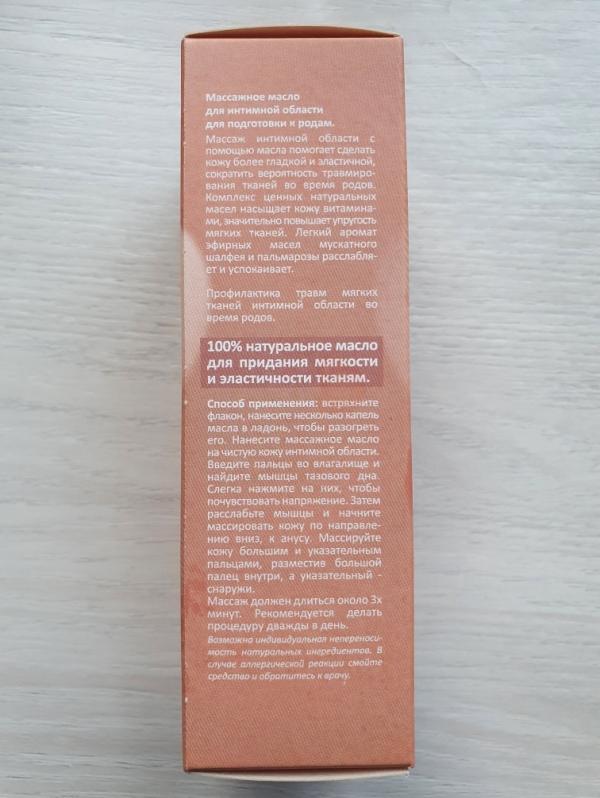 Массажное масло
для интимной области
для подготовки к родам.
Массаж интимной области с
помощью масла помогает сделать
кожу более гладкой и эластичной,
сократить вероятность травмиро-
вания тканей во время родов.
Комплекс ценных натуральных
масел насыщает кожу витамина-
ми, значительно повышает упругость
мягких тканей. Легкий аромат
эфирных масел мускатного
шалфея и пальмарозы расслабля-
ет и успокаивает.
Профилактика травм мягких
тканей интимной области во
время родов.
100% натуральное масло
для придания мягкости
и эластичности тканям.
Способ применения: встряхните
флакон, нанесите несколько капель
масла в ладонь, чтобы разогреть
его. Нанесите массажное масло
на чистую кожу интимной области.
Введите пальцы во влагалище и
найдите мышцы тазового дна.
Слегка нажмите на них, чтобы
почувствовать напряжение. Затем
расслабьте мышцы и начните
массировать кожу по направле-
нию вниз, к анусу. Массируйте
кожу большим и указательным
пальцами, разместив большой
палец внутри, а указательный -
снаружи.
Массаж должен длиться около 3х
минут. Рекомендуется делать
процедуру дважды в день.
Возможна индивидуальная непереноси-
мость натуральных ингредиентов. В
случае аллергической реакции смойте
средство и обратитесь к врачу.